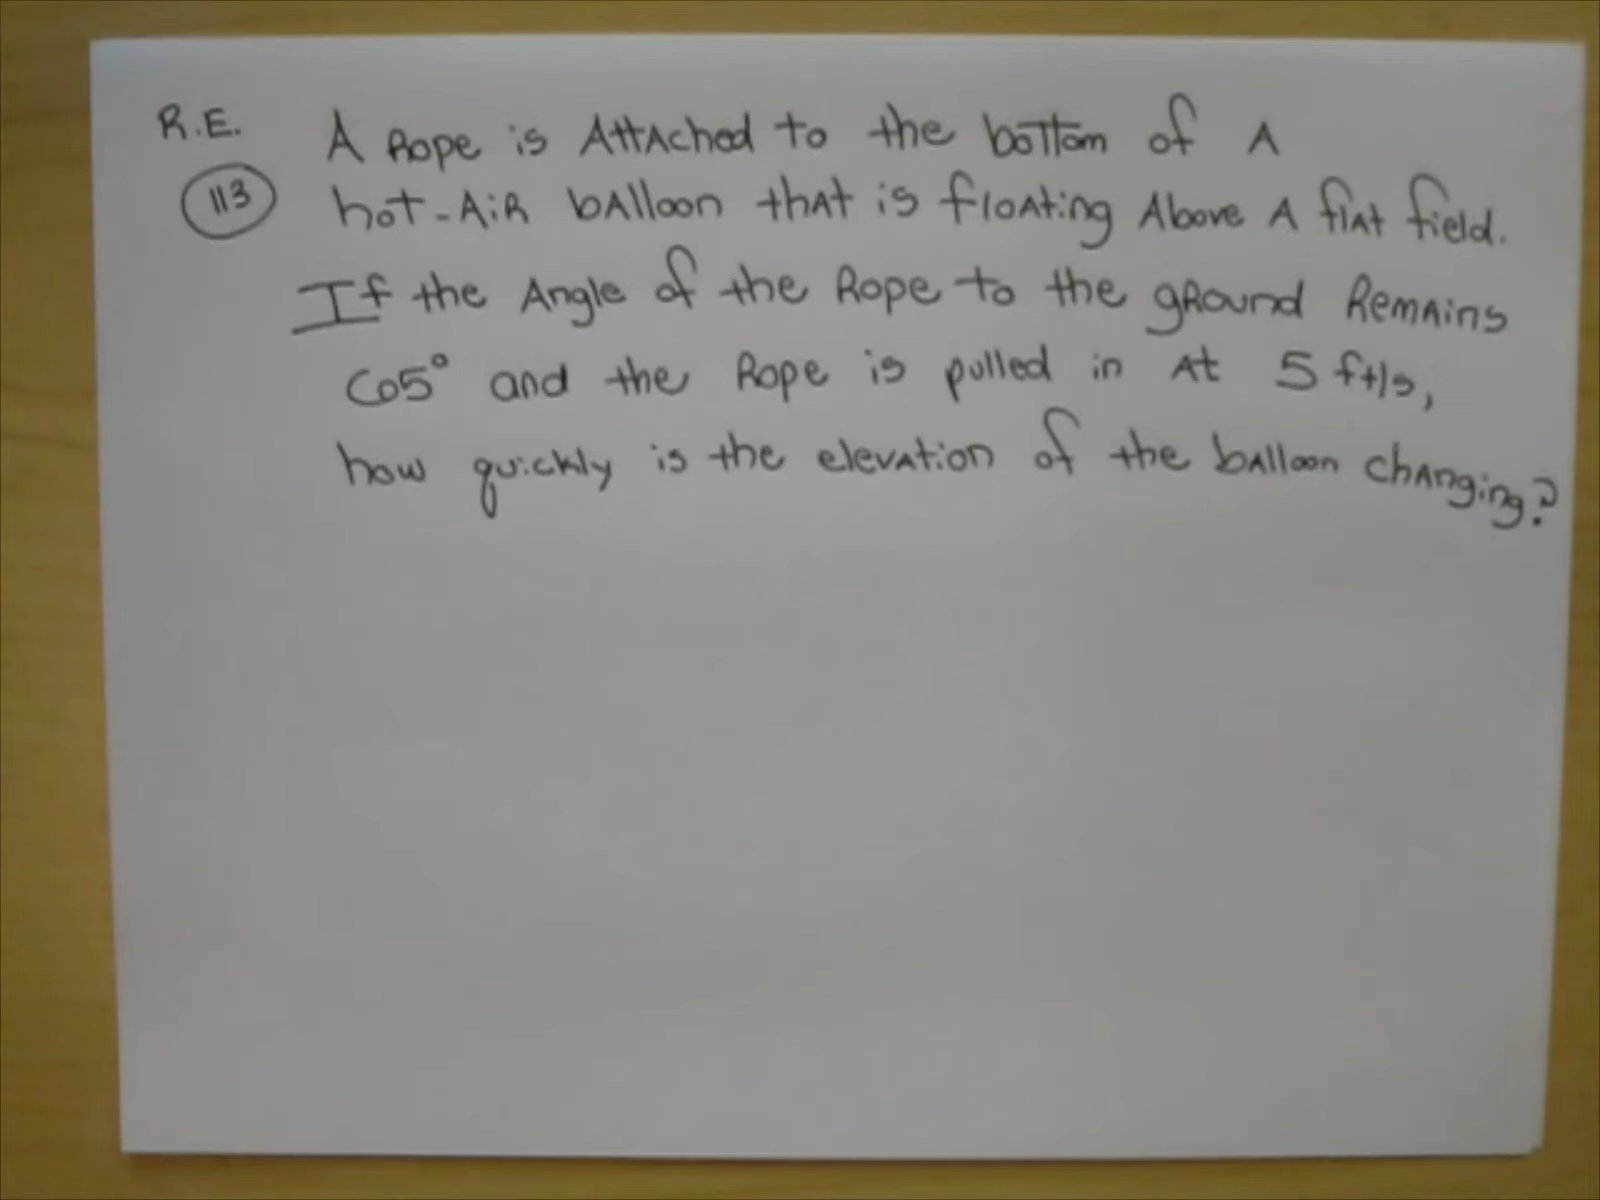 R.E.
113
A Rope is Attached to the bottom of A
hot-Air balloon that is floating Above A flat field.
If the Angle of the Rope to the ground Remains
65° and the Rope is pulled in At 5 ft/s,
how quickly is the elevation of the balloon changing?